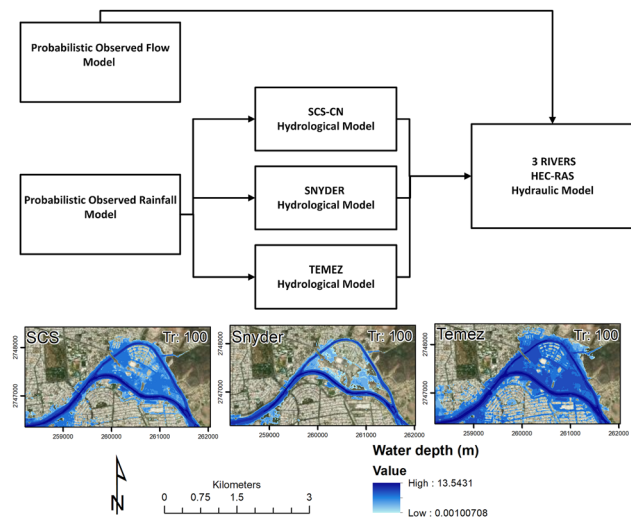 Probabilistic Observed Flow
Model
SCS-CN
Hydrological Model
3 RIVERS
HEC-RAS
Hydraulic Model
Probabilistic Observed Rainfall
Model
SNYDER
Hydrological Model
TEMEZ
Hydrological Model
SCS
Tr: 100
2748000
2747000
259000
260000
261000
262000
Snyder
Tr: 100
2748000
2747000
259000
260000
261000
262000
Temez
Tr: 100
2748000
2747000
259000
260000
261000
262000
Water depth (m)
Value
High : 13.5431
Low : 0.00100708
N
Kilometers
0 0.75 1.5 3